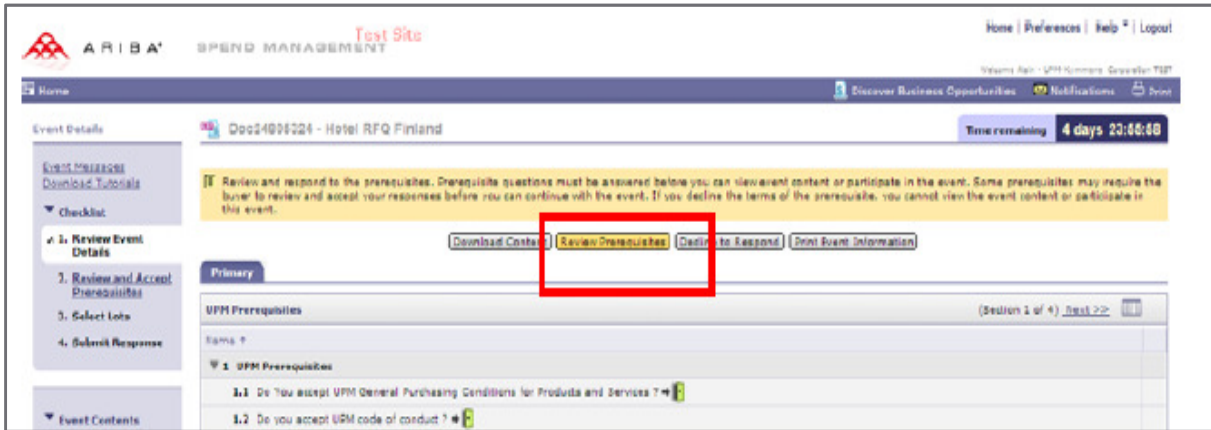 Test Site
ARIBA SPEND MANAGEMENT
Home | Preferences | Help | Logout
Home
Discover Business Opportunities Notifications Print
Event Details
Doc24806324 - Hotel RFQ Finland
Time remaining 4 days 23:58:58
Event Messages
Download Tutorials
Checklist
1. Review Event Details
2. Review and Accept Prerequisites
3. Select Lots
4. Submit Response
Event Contents
Review and respond to the prerequisites. Prerequisite questions must be answered before you can view event content or participate in the event. Some prerequisites may require the
buyer to review and accept your responses before you can continue with the event. If you decline the terms of the prerequisite, you cannot view the event content or participate in
this event.
Download Content Review Prerequisites Decline to Respond Print Event Information
Primary
UPM Prerequisites
(Section 1 of 4) Next >>
Name ↑
1 UPM Prerequisites
1.1 Do You accept UPM General Purchasing Conditions for Products and Services ?
1.2 Do you accept UPM code of conduct ?